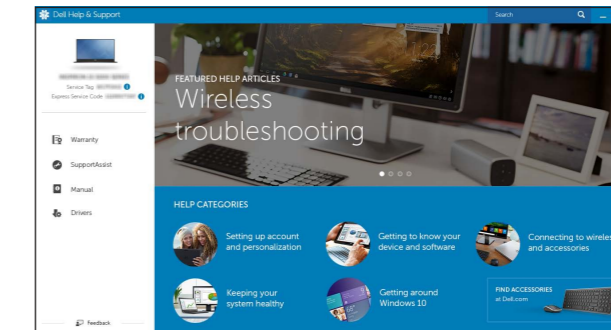 Dell Help & Support
Search
Service Tag:
Express Service Code:
Warranty
SupportAssist
Manual
Drivers
Feedback
FEATURED HELP ARTICLES
Wireless
troubleshooting
HELP CATEGORIES
Setting up account
and personalization
Getting to know your
device and software
Connecting to wireles
and accessories
Keeping your
system healthy
Getting around
Windows 10
FIND ACCESSORIES
at Dell.com